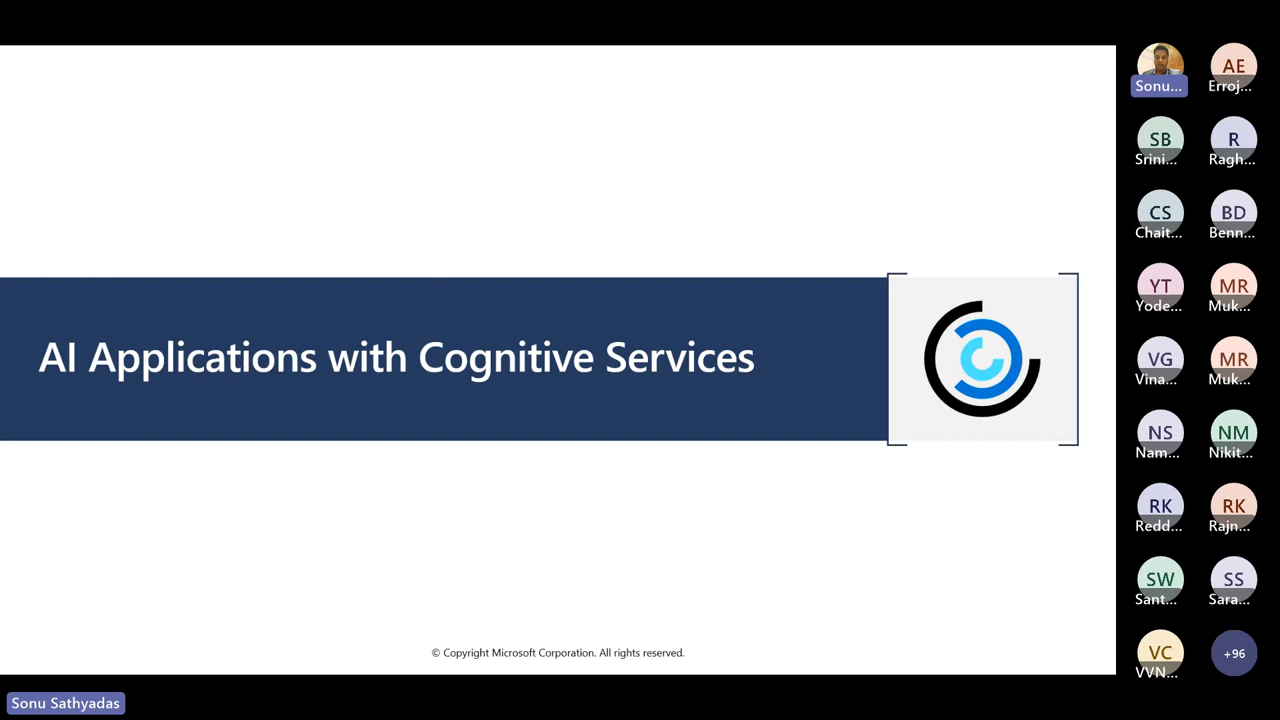 AI Applications with Cognitive Services
© Copyright Microsoft Corporation. All rights reserved.
Sonu Sathyadas
Sonu...
AE
Erroj...
SB
Srini...
R
Ragh...
CS
Chait...
BD
Benn...
YT
Yode...
MR
Muk...
VG
Vina...
MR
Muk...
NS
Nam...
NM
Nikit...
RK
Redd...
RK
Rajn...
SW
Sant...
SS
Sara...
VC
VVN...
+96